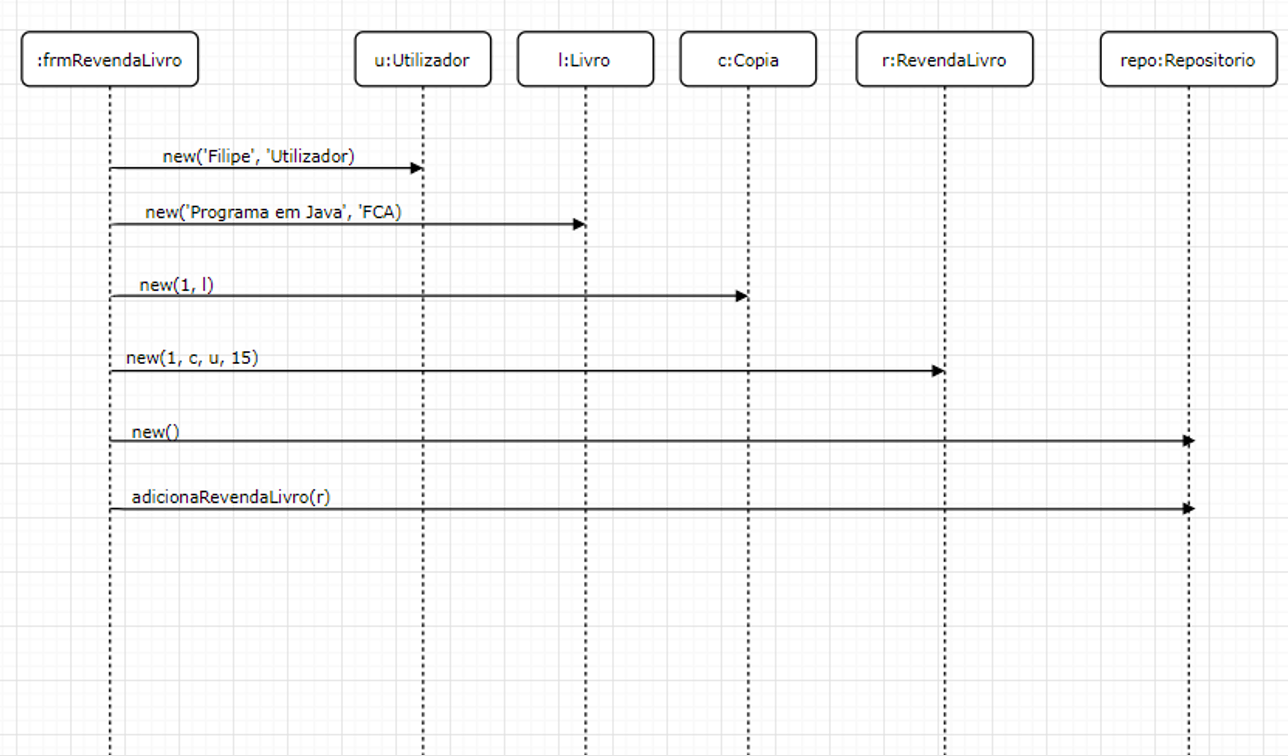 :frmRevendaLivro
u:Utilizador
l:Livro
c:Copia
r:RevendaLivro
repo:Repositorio
new('Filipe', 'Utilizador)
new('Programa em Java', 'FCA)
new(1, l)
new(1, c, u, 15)
new()
adicionaRevendaLivro(r)